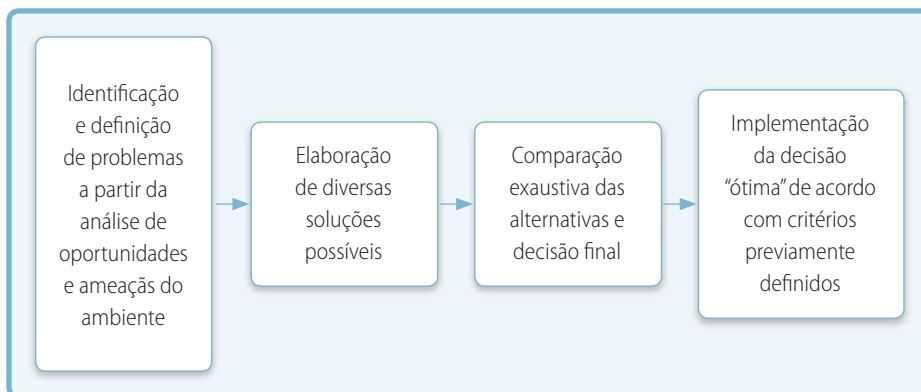 Identificação
e definição
de problemas
a partir da
análise de
oportunidades
e ameaçãs do
ambiente
Elaboração
de diversas
soluções
possíveis
Comparação
exaustiva das
alternativas e
decisão final
Implementação
da decisão
“ótima” de acordo
com critérios
previamente
definidos